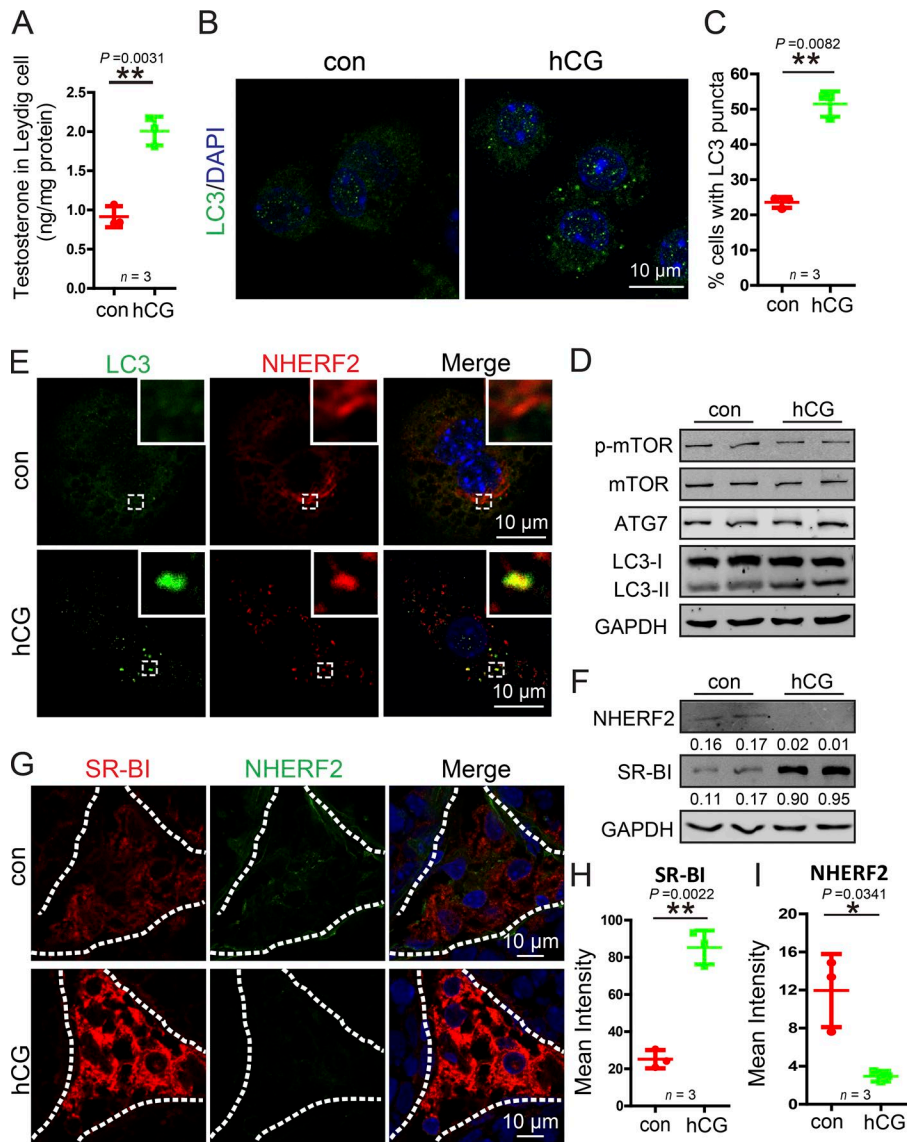 A
P =0.0031
**
Testosterone in Leydig cell
(ng/mg protein)
2.5
2.0
1.5
1.0
0.5
0.0
n = 3
con hCG
B
con
hCG
LC3/DAPI
10 µm
C
P =0.0082
**
% cells with LC3 puncta
60
50
40
30
20
10
0
n = 3
con hCG
E
LC3
NHERF2
Merge
con
10 µm
hCG
10 µm
D
con
hCG
p-mTOR
mTOR
ATG7
LC3-I
LC3-II
GAPDH
F
con
hCG
NHERF2
0.16 0.17 0.02 0.01
SR-BI
0.11 0.17 0.90 0.95
GAPDH
G
SR-BI
NHERF2
Merge
con
10 µm
hCG
10 µm
H
SR-BI
P =0.0022
**
Mean Intensity
100
80
60
40
20
0
n = 3
con hCG
I
NHERF2
P =0.0341
*
Mean Intensity
16
12
8
4
0
n = 3
con hCG